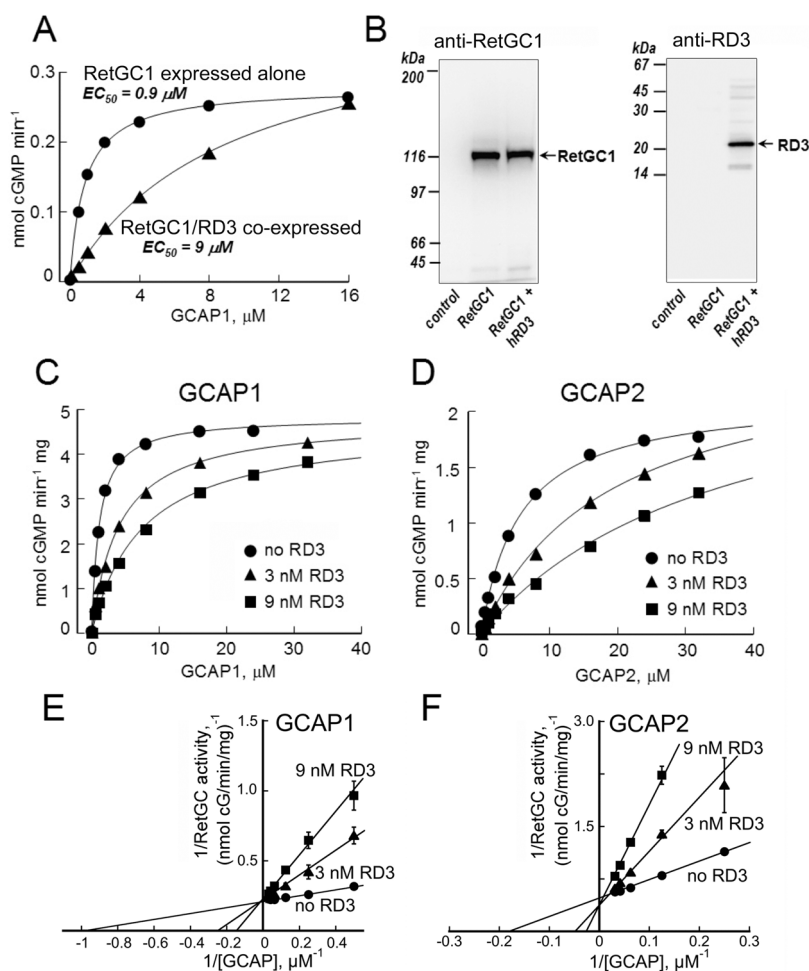 A
RetGC1 expressed alone
EC50 = 0.9 µM
RetGC1/RD3 co-expressed
EC50 = 9 µM
nmol cGMP min-1
0.3
0.2
0.1
0
0 4 8 12 16
GCAP1, µM
B
anti-RetGC1
kDa
200
116
97
66
45
RetGC1
control
RetGC1
RetGC1 +
hRD3
anti-RD3
kDa
67
45
30
20
14
RD3
control
RetGC1
RetGC1 +
hRD3
C
GCAP1
nmol cGMP min-1 mg
5
4
3
2
1
0
no RD3
3 nM RD3
9 nM RD3
0 10 20 30 40
GCAP1, µM
D
GCAP2
nmol cGMP min-1 mg
2
1.5
1
0.5
0
no RD3
3 nM RD3
9 nM RD3
0 10 20 30 40
GCAP2, µM
E
GCAP1
1/RetGC activity,
(nmol cG/min/mg)-1
1.5
1.0
0.5
9 nM RD3
3 nM RD3
no RD3
-1 -0.8 -0.6 -0.4 -0.2 0 0.2 0.4
1/[GCAP], µM-1
F
GCAP2
1/RetGC activity,
(nmol cG/min/mg)-1
3.0
1.5
9 nM RD3
3 nM RD3
no RD3
-0.3 -0.2 -0.1 0 0.1 0.2 0.3
1/[GCAP], µM-1